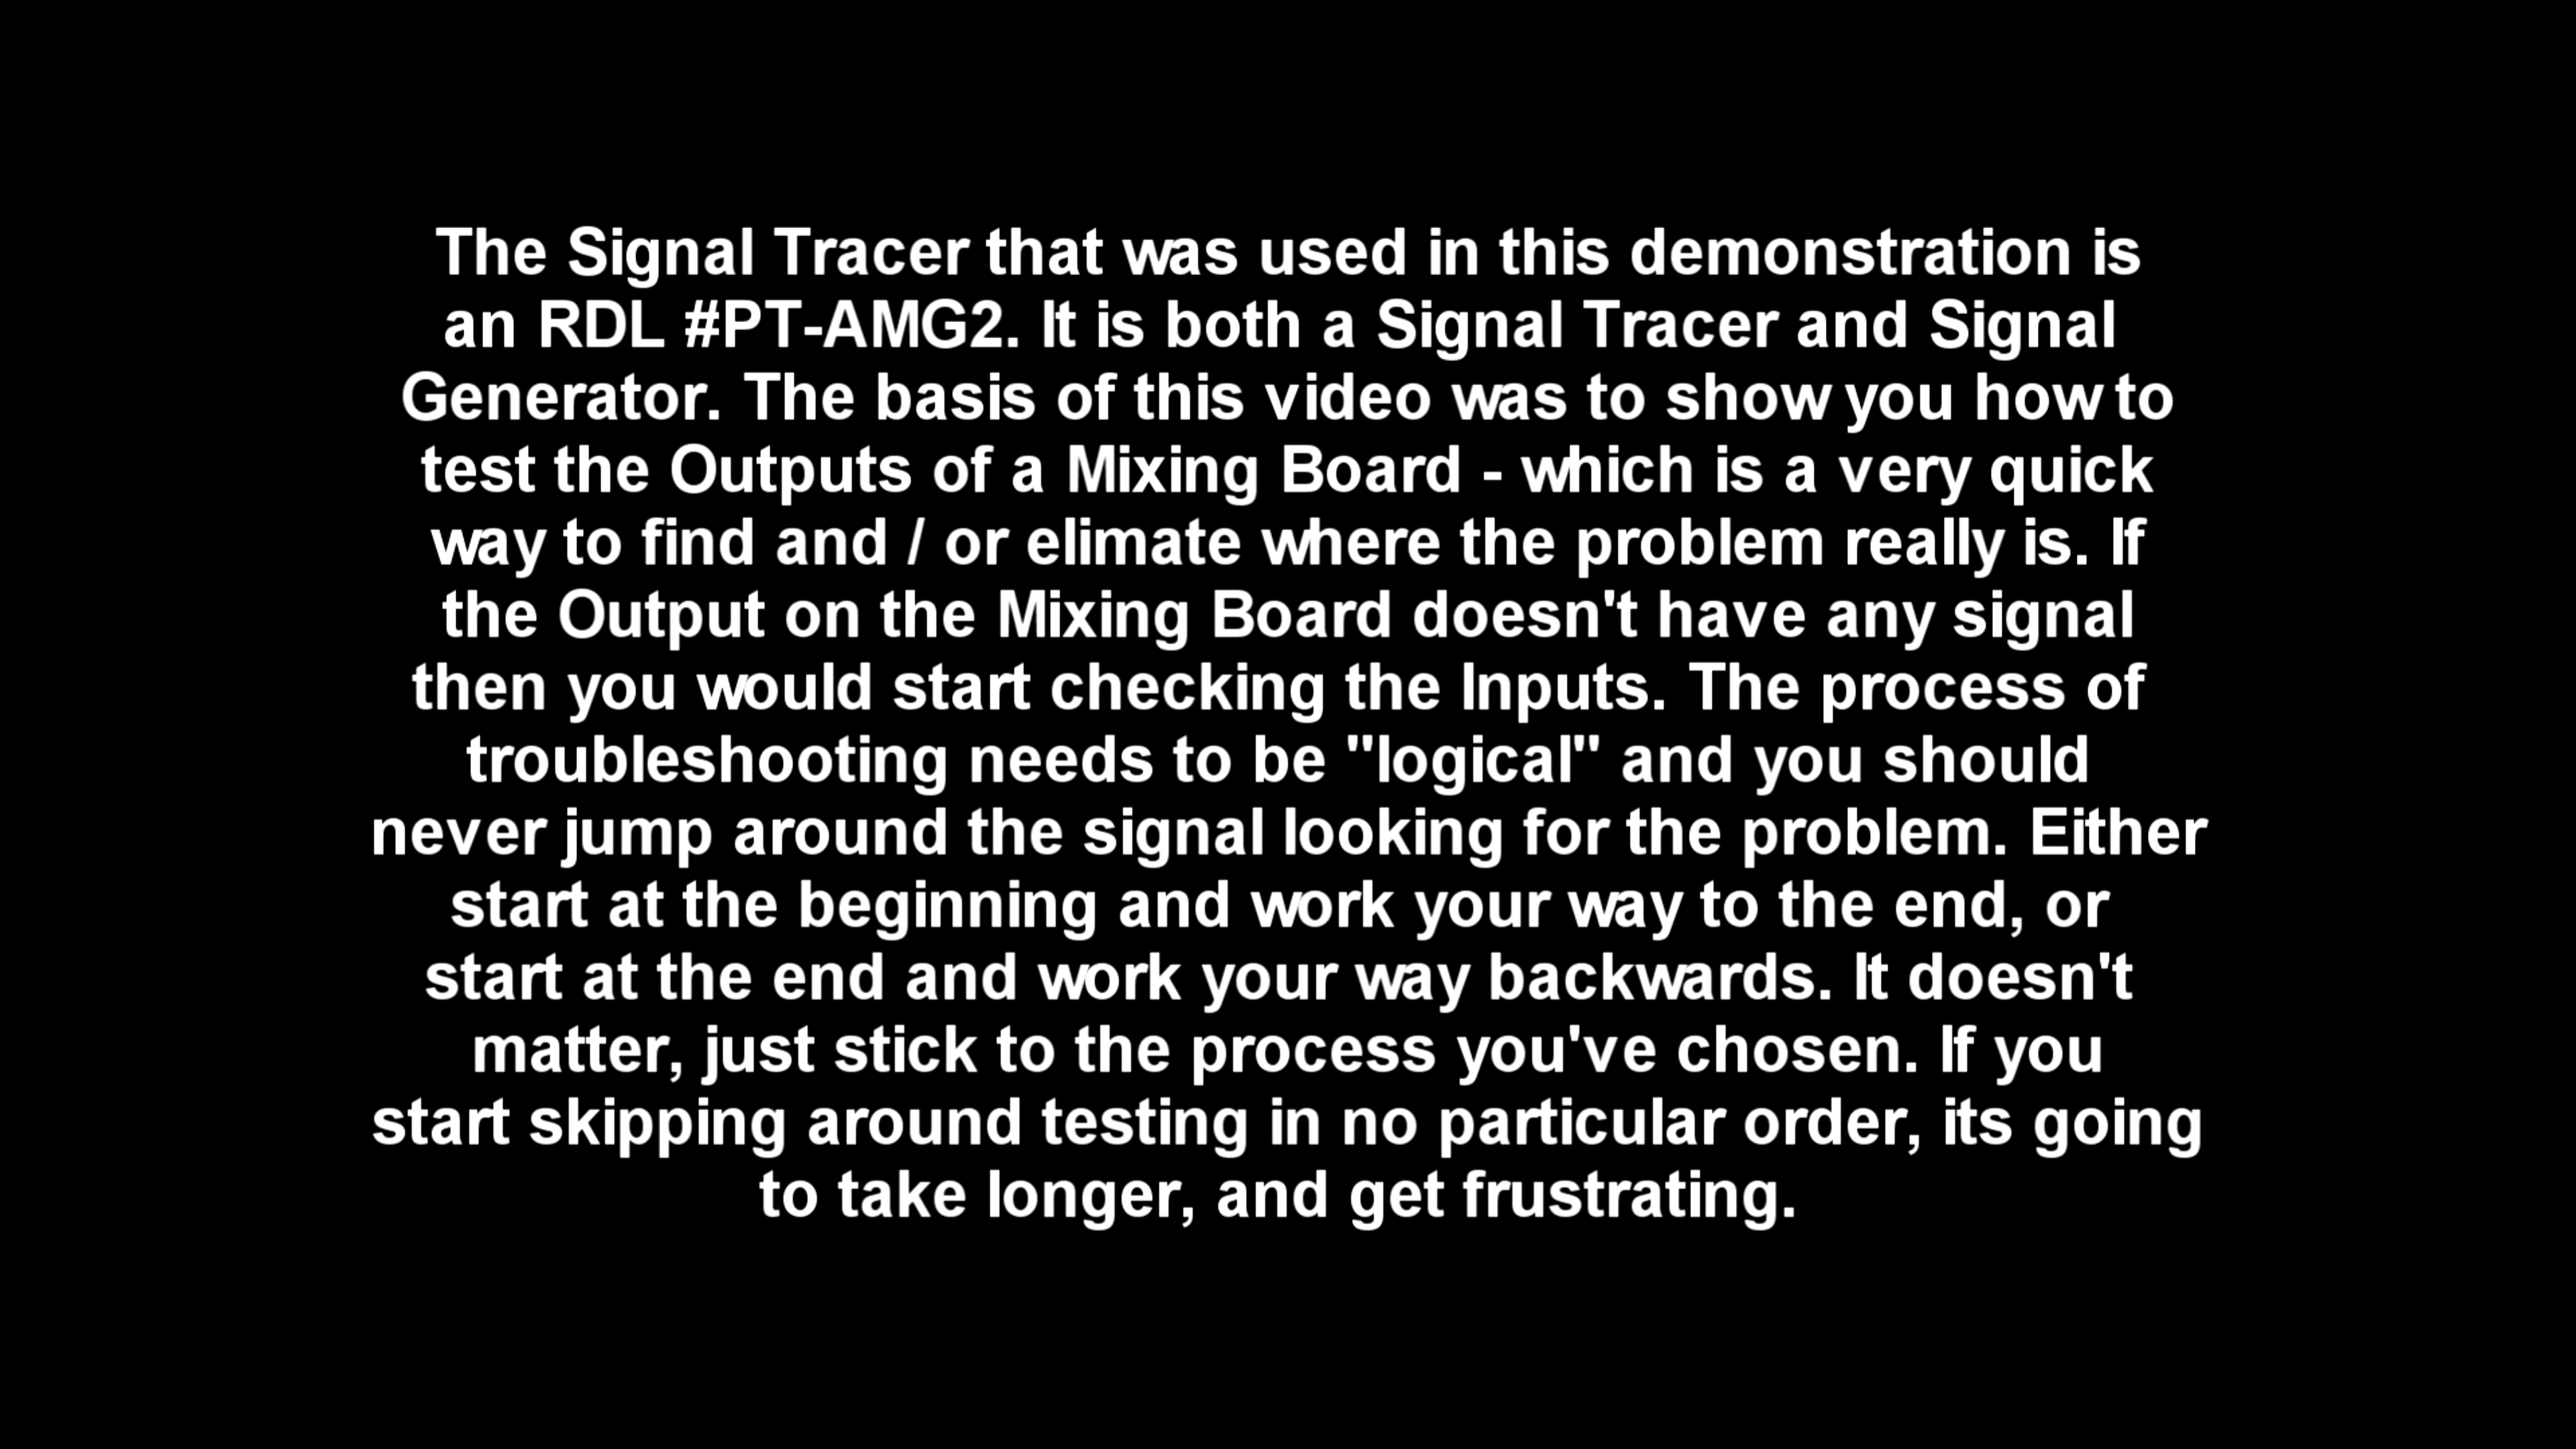 The Signal Tracer that was used in this demonstration is
an RDL #PT-AMG2. It is both a Signal Tracer and Signal
Generator. The basis of this video was to show you how to
test the Outputs of a Mixing Board - which is a very quick
way to find and / or elimate where the problem really is. If
the Output on the Mixing Board doesn't have any signal
then you would start checking the Inputs. The process of
troubleshooting needs to be "logical" and you should
never jump around the signal looking for the problem. Either
start at the beginning and work your way to the end, or
start at the end and work your way backwards. It doesn't
matter, just stick to the process you've chosen. If you
start skipping around testing in no particular order, its going
to take longer, and get frustrating.